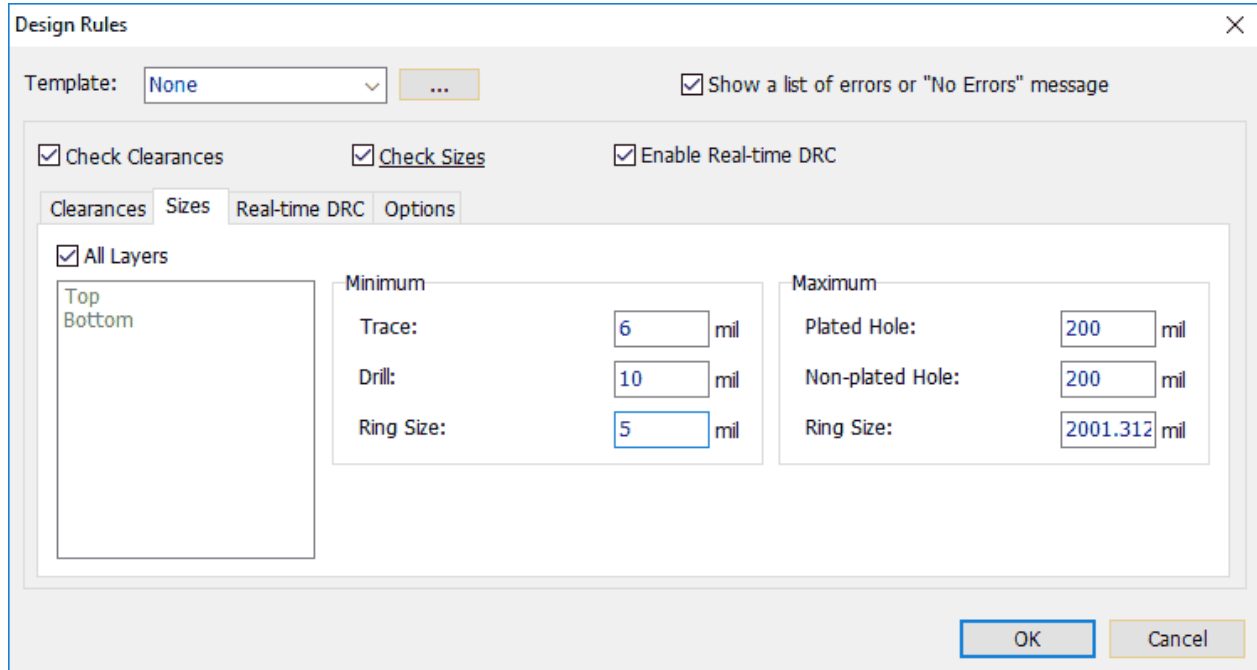 Design Rules
Template: None ... Show a list of errors or "No Errors" message
Check Clearances Check Sizes Enable Real-time DRC
Clearances Sizes Real-time DRC Options
All Layers
Top
Bottom
Minimum
Trace: 6 mil
Drill: 10 mil
Ring Size: 5 mil
Maximum
Plated Hole: 200 mil
Non-plated Hole: 200 mil
Ring Size: 2001.312 mil
OK Cancel